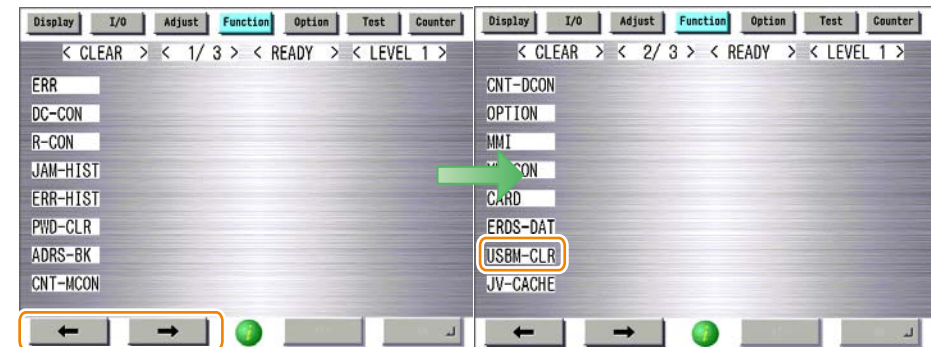 Display I/O Adjust Function Option Test Counter
< CLEAR > < 1/ 3 > < READY > < LEVEL 1 >
ERR
DC-CON
R-CON
JAM-HIST
ERR-HIST
PWD-CLR
ADRS-BK
CNT-MCON
Display I/O Adjust Function Option Test Counter
< CLEAR > < 2/ 3 > < READY > < LEVEL 1 >
CNT-DCON
OPTION
MMI
CARD
ERDS-DAT
USBM-CLR
JV-CACHE